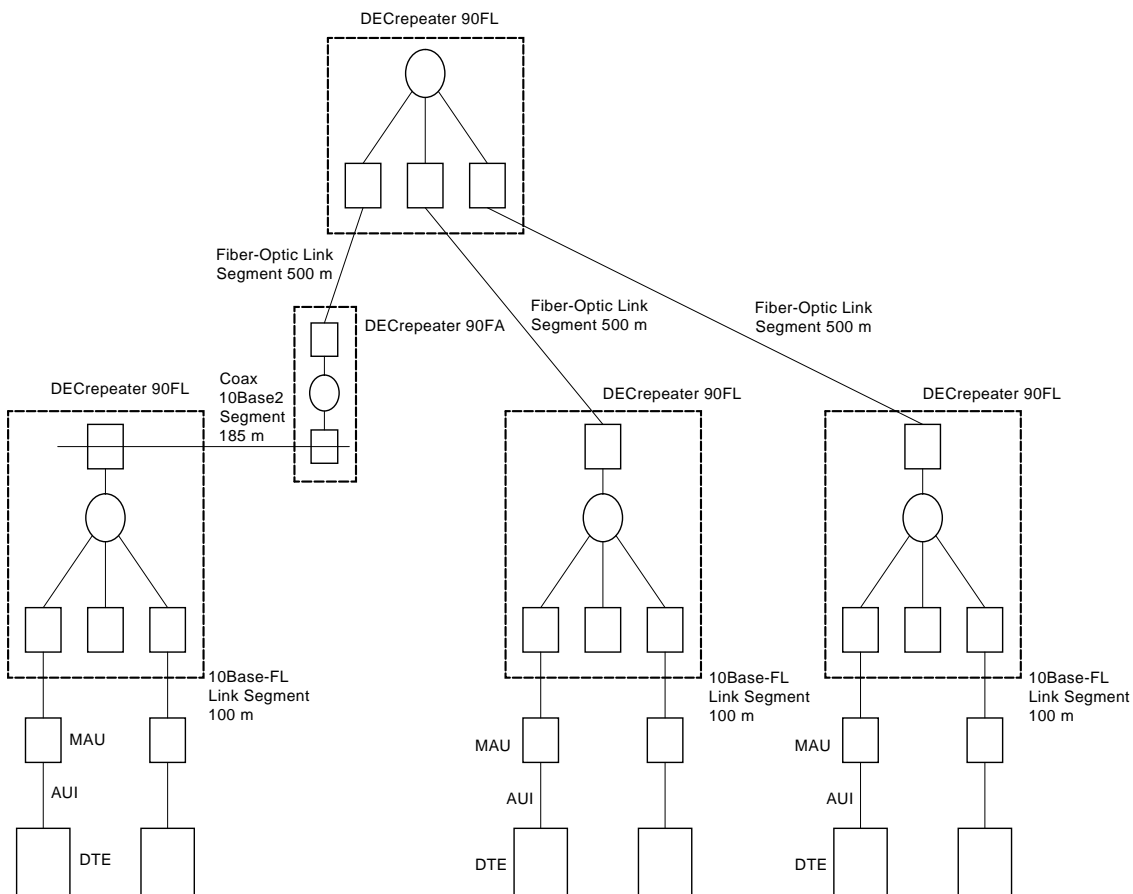 DECrepeater 90FL
Fiber-Optic Link
Segment 500 m
DECrepeater 90FA
Fiber-Optic Link
Segment 500 m
Fiber-Optic Link
Segment 500 m
Coax
10Base2
Segment
185 m
DECrepeater 90FL
DECrepeater 90FL
DECrepeater 90FL
10Base-FL
Link Segment
100 m
10Base-FL
Link Segment
100 m
10Base-FL
Link Segment
100 m
MAU
MAU
MAU
AUI
AUI
AUI
DTE
DTE
DTE